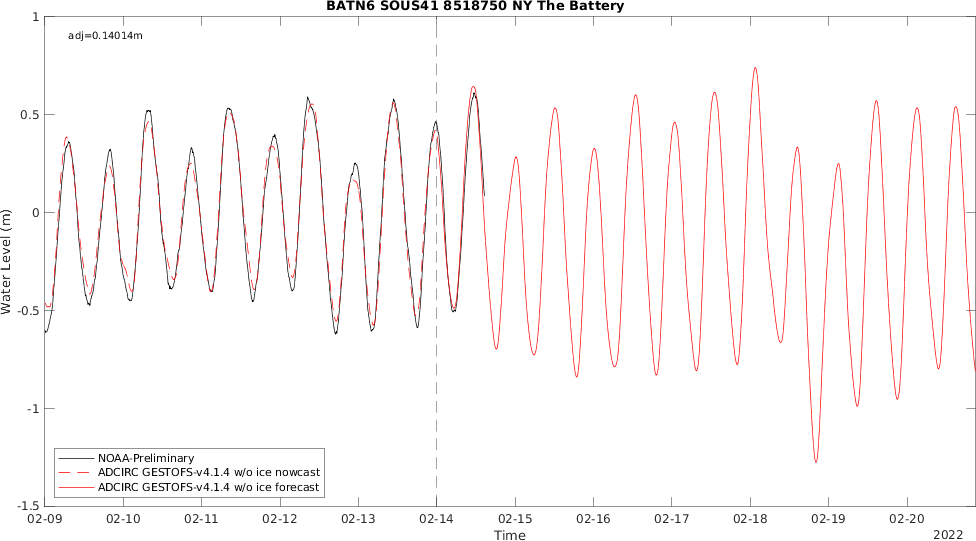 BATN6 SOUS41 8518750 NY The Battery
adj=0.14014m
1
0.5
0
-0.5
-1
-1.5
Water Level (m)
NOAA-Preliminary
ADCIRC GESTOFS-v4.1.4 w/o ice nowcast
ADCIRC GESTOFS-v4.1.4 w/o ice forecast
02-09 02-10 02-11 02-12 02-13 02-14 02-15 02-16 02-17 02-18 02-19 02-20
Time
2022